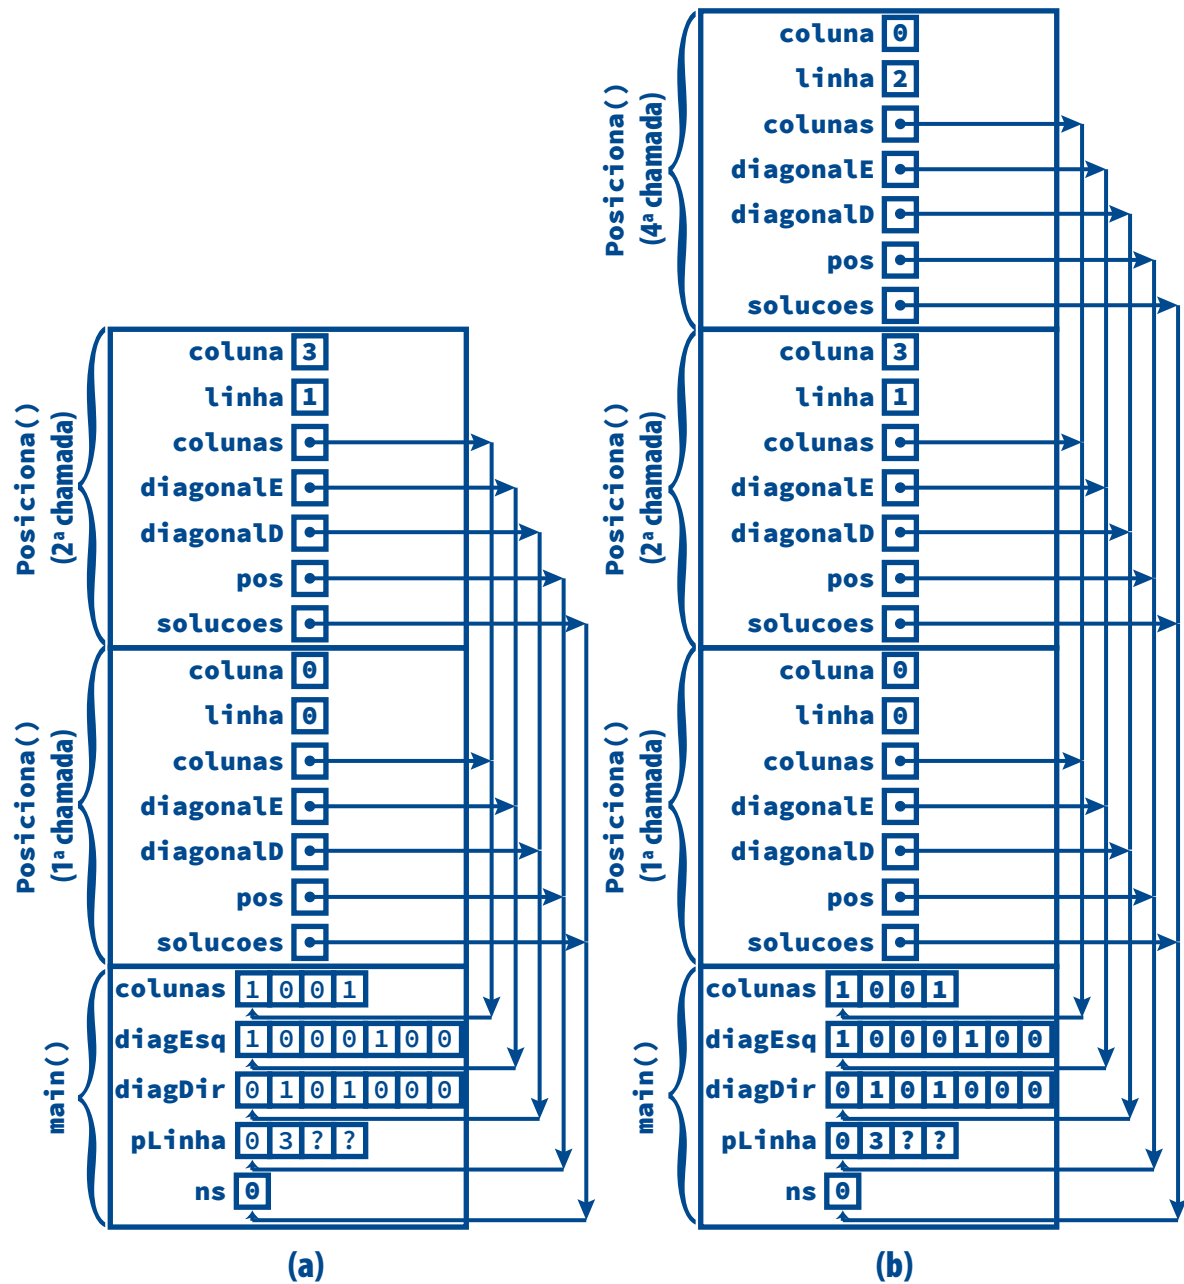 Posiciona()
(2ª chamada)
coluna 3
linha 1
colunas
diagonalE
diagonalD
pos
solucoes
Posiciona()
(1ª chamada)
coluna 0
linha 0
colunas
diagonalE
diagonalD
pos
solucoes
main()
colunas 1 0 0 1
diagEsq 1 0 0 0 1 0 0
diagDir 0 1 0 1 0 0 0
pLinha 0 3 ? ?
ns 0
(a)
Posiciona()
(4ª chamada)
coluna 0
linha 2
colunas
diagonalE
diagonalD
pos
solucoes
Posiciona()
(2ª chamada)
coluna 3
linha 1
colunas
diagonalE
diagonalD
pos
solucoes
Posiciona()
(1ª chamada)
coluna 0
linha 0
colunas
diagonalE
diagonalD
pos
solucoes
main()
colunas 1 0 0 1
diagEsq 1 0 0 0 1 0 0
diagDir 0 1 0 1 0 0 0
pLinha 0 3 ? ?
ns 0
(b)